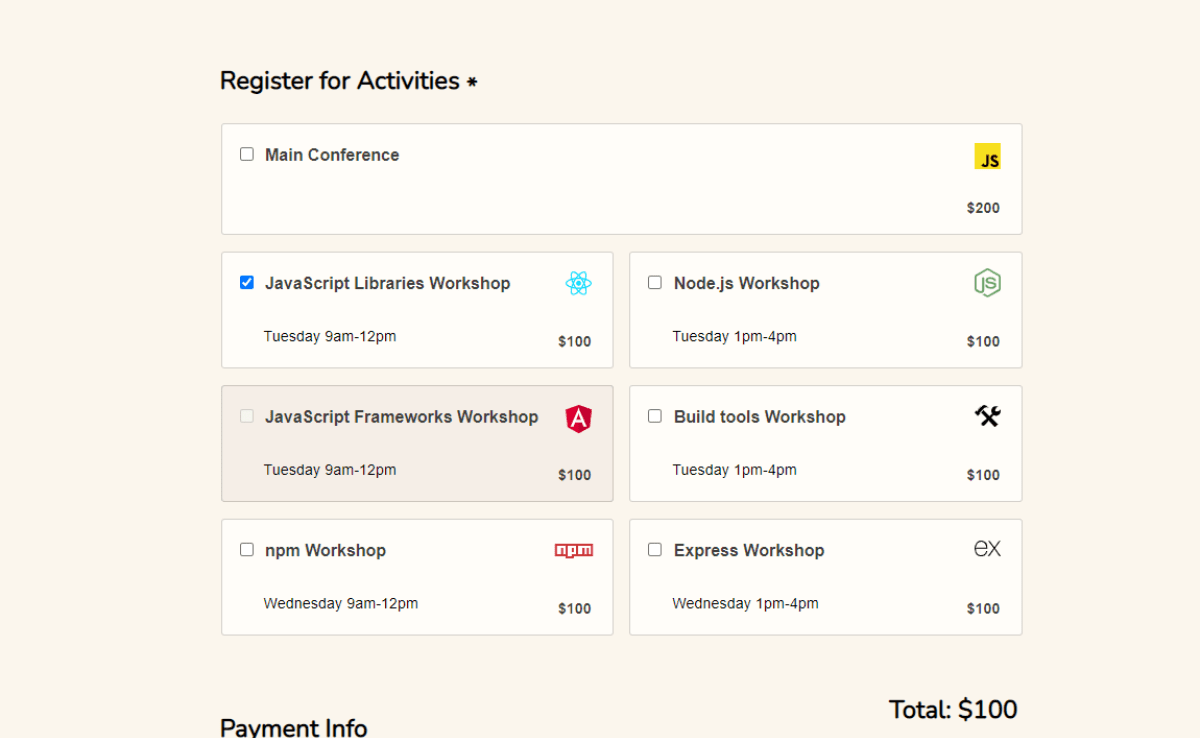 Register for Activities *
Main Conference
JS
$200
JavaScript Libraries Workshop
Tuesday 9am-12pm
$100
Node.js Workshop
JS
Tuesday 1pm-4pm
$100
JavaScript Frameworks Workshop
A
Tuesday 9am-12pm
$100
Build tools Workshop
Tuesday 1pm-4pm
$100
npm Workshop
npm
Wednesday 9am-12pm
$100
Express Workshop
ex
Wednesday 1pm-4pm
$100
Total: $100
Payment Info